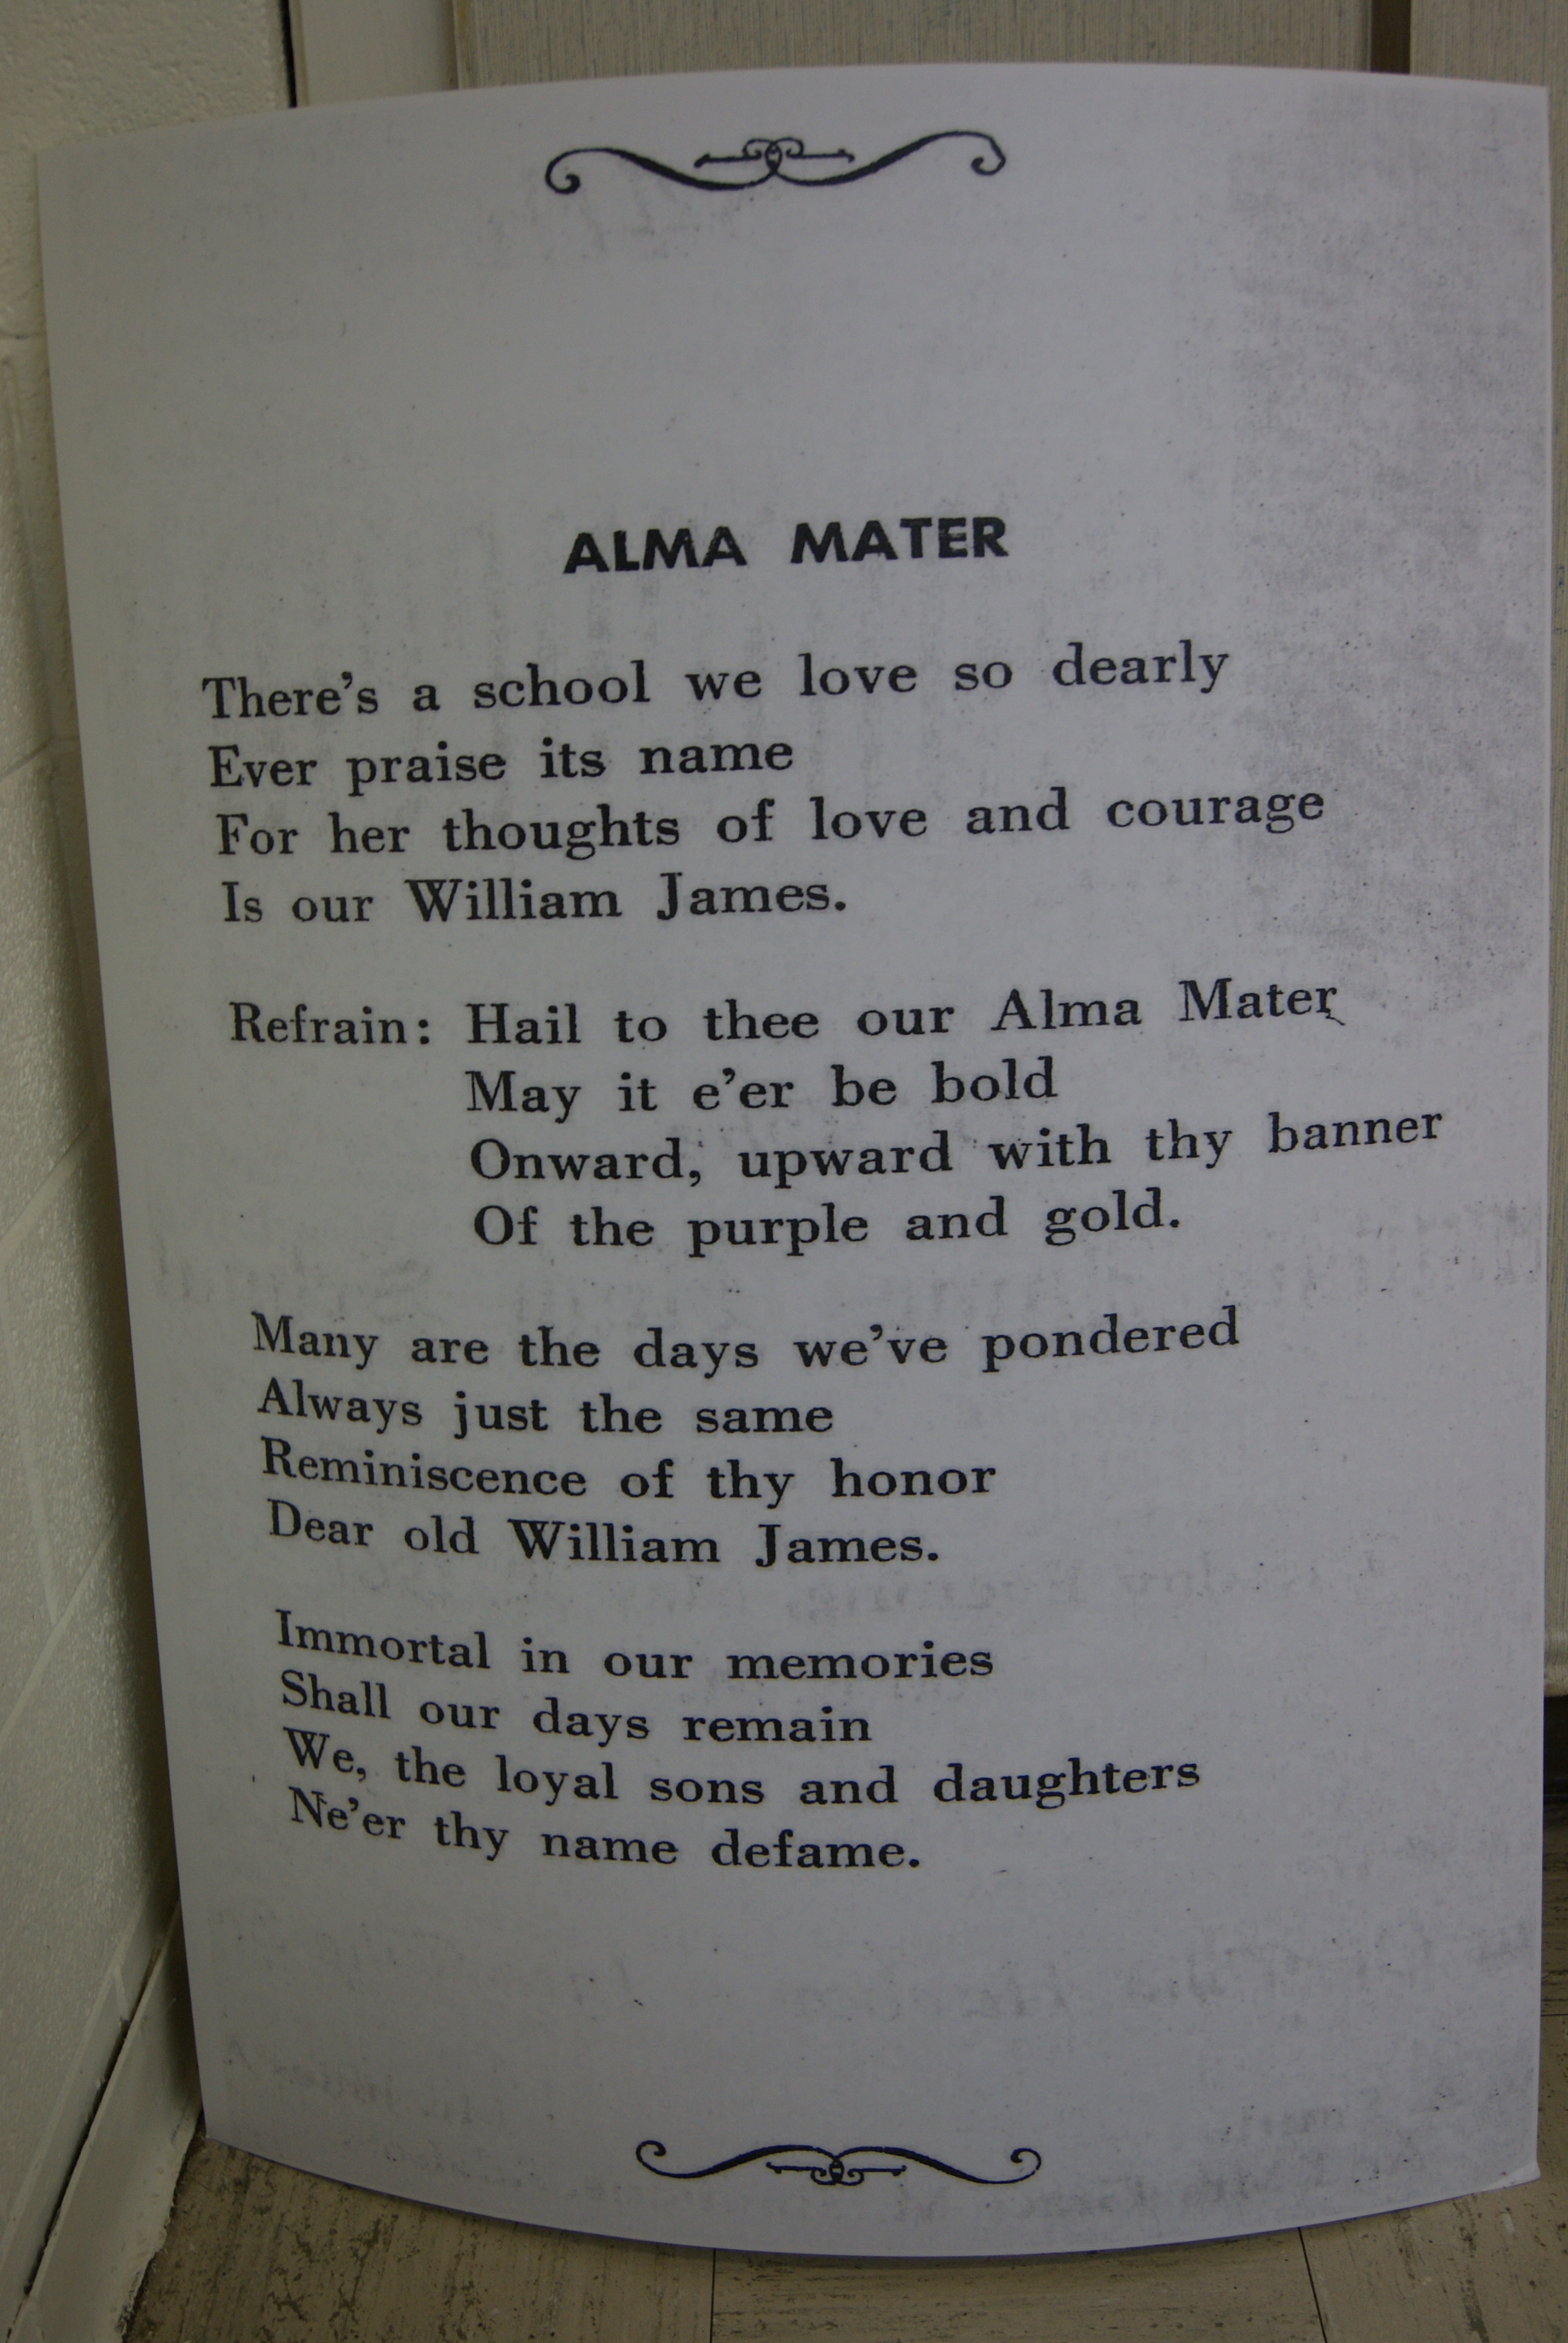 ALMA MATER
There's a school we love so dearly
Ever praise its name
For her thoughts of love and courage
Is our William James.
Refrain: Hail to thee our Alma Mater
May it e'er be bold
Onward, upward with thy banner
Of the purple and gold.
Many are the days we've pondered
Always just the same
Reminiscence of thy honor
Dear old William James.
Immortal in our memories
Shall our days remain
We, the loyal sons and daughters
Ne'er thy name defame.